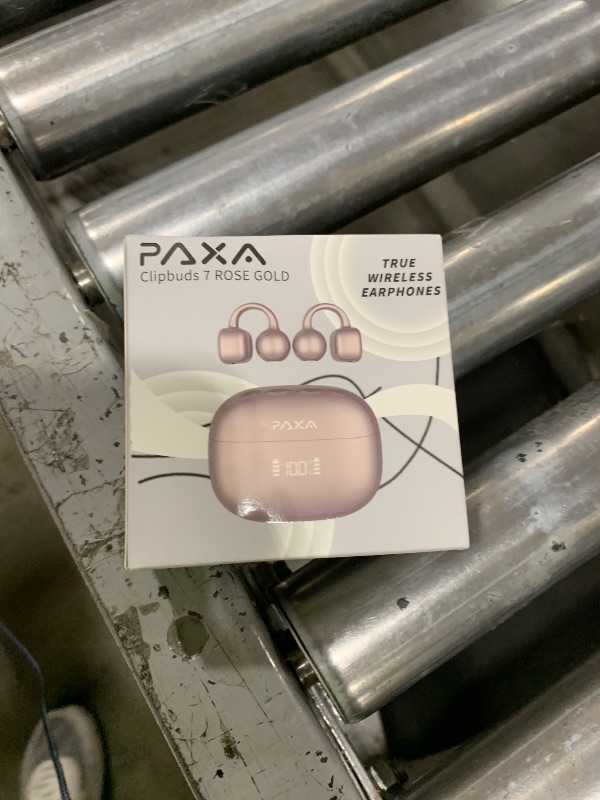 PAXA
Clipbuds 7 ROSE GOLD
TRUE
WIRELESS
EARPHONES
PAXA
100%